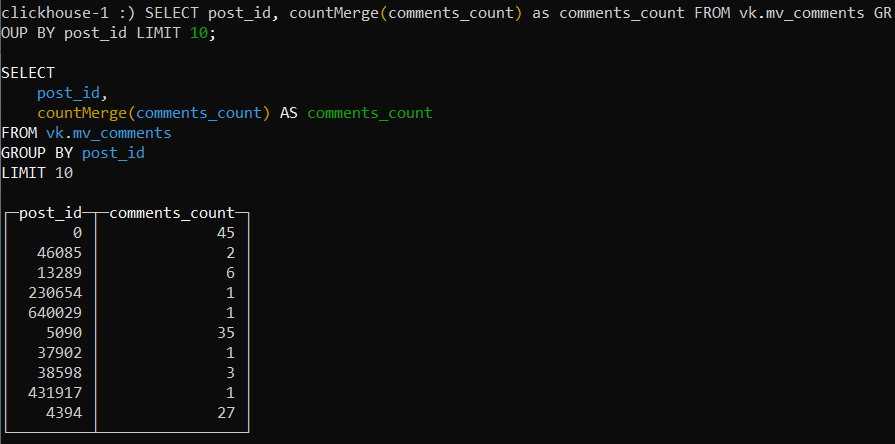 clickhouse-1 :) SELECT post_id, countMerge(comments_count) as comments_count FROM vk.mv_comments GR
OUP BY post_id LIMIT 10;
SELECT
post_id,
countMerge(comments_count) AS comments_count
FROM vk.mv_comments
GROUP BY post_id
LIMIT 10
post_id comments_count
0 45
46085 2
13289 6
230654 1
640029 1
5090 35
37902 1
38598 3
431917 1
4394 27